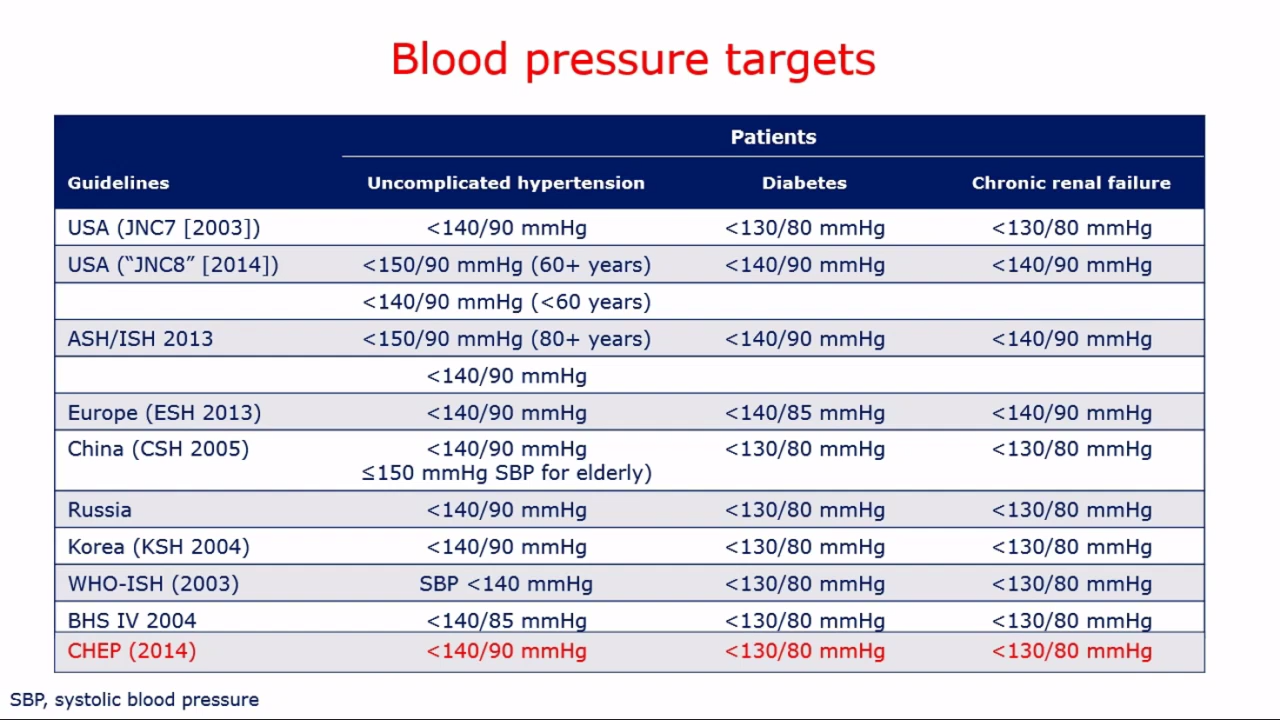 Blood pressure targets
Patients
Guidelines Uncomplicated hypertension Diabetes Chronic renal failure
USA (JNC7 [2003]) <140/90 mmHg <130/80 mmHg <130/80 mmHg
USA (“JNC8” [2014]) <150/90 mmHg (60+ years) <140/90 mmHg <140/90 mmHg
<140/90 mmHg (<60 years)
ASH/ISH 2013 <150/90 mmHg (80+ years) <140/90 mmHg <140/90 mmHg
<140/90 mmHg
Europe (ESH 2013) <140/90 mmHg <140/85 mmHg <140/90 mmHg
China (CSH 2005) <140/90 mmHg <130/80 mmHg <130/80 mmHg
≤150 mmHg SBP for elderly)
Russia <140/90 mmHg <130/80 mmHg <130/80 mmHg
Korea (KSH 2004) <140/90 mmHg <130/80 mmHg <130/80 mmHg
WHO-ISH (2003) SBP <140 mmHg <130/80 mmHg <130/80 mmHg
BHS IV 2004 <140/85 mmHg <130/80 mmHg <130/80 mmHg
CHEP (2014) <140/90 mmHg <130/80 mmHg <130/80 mmHg
SBP, systolic blood pressure